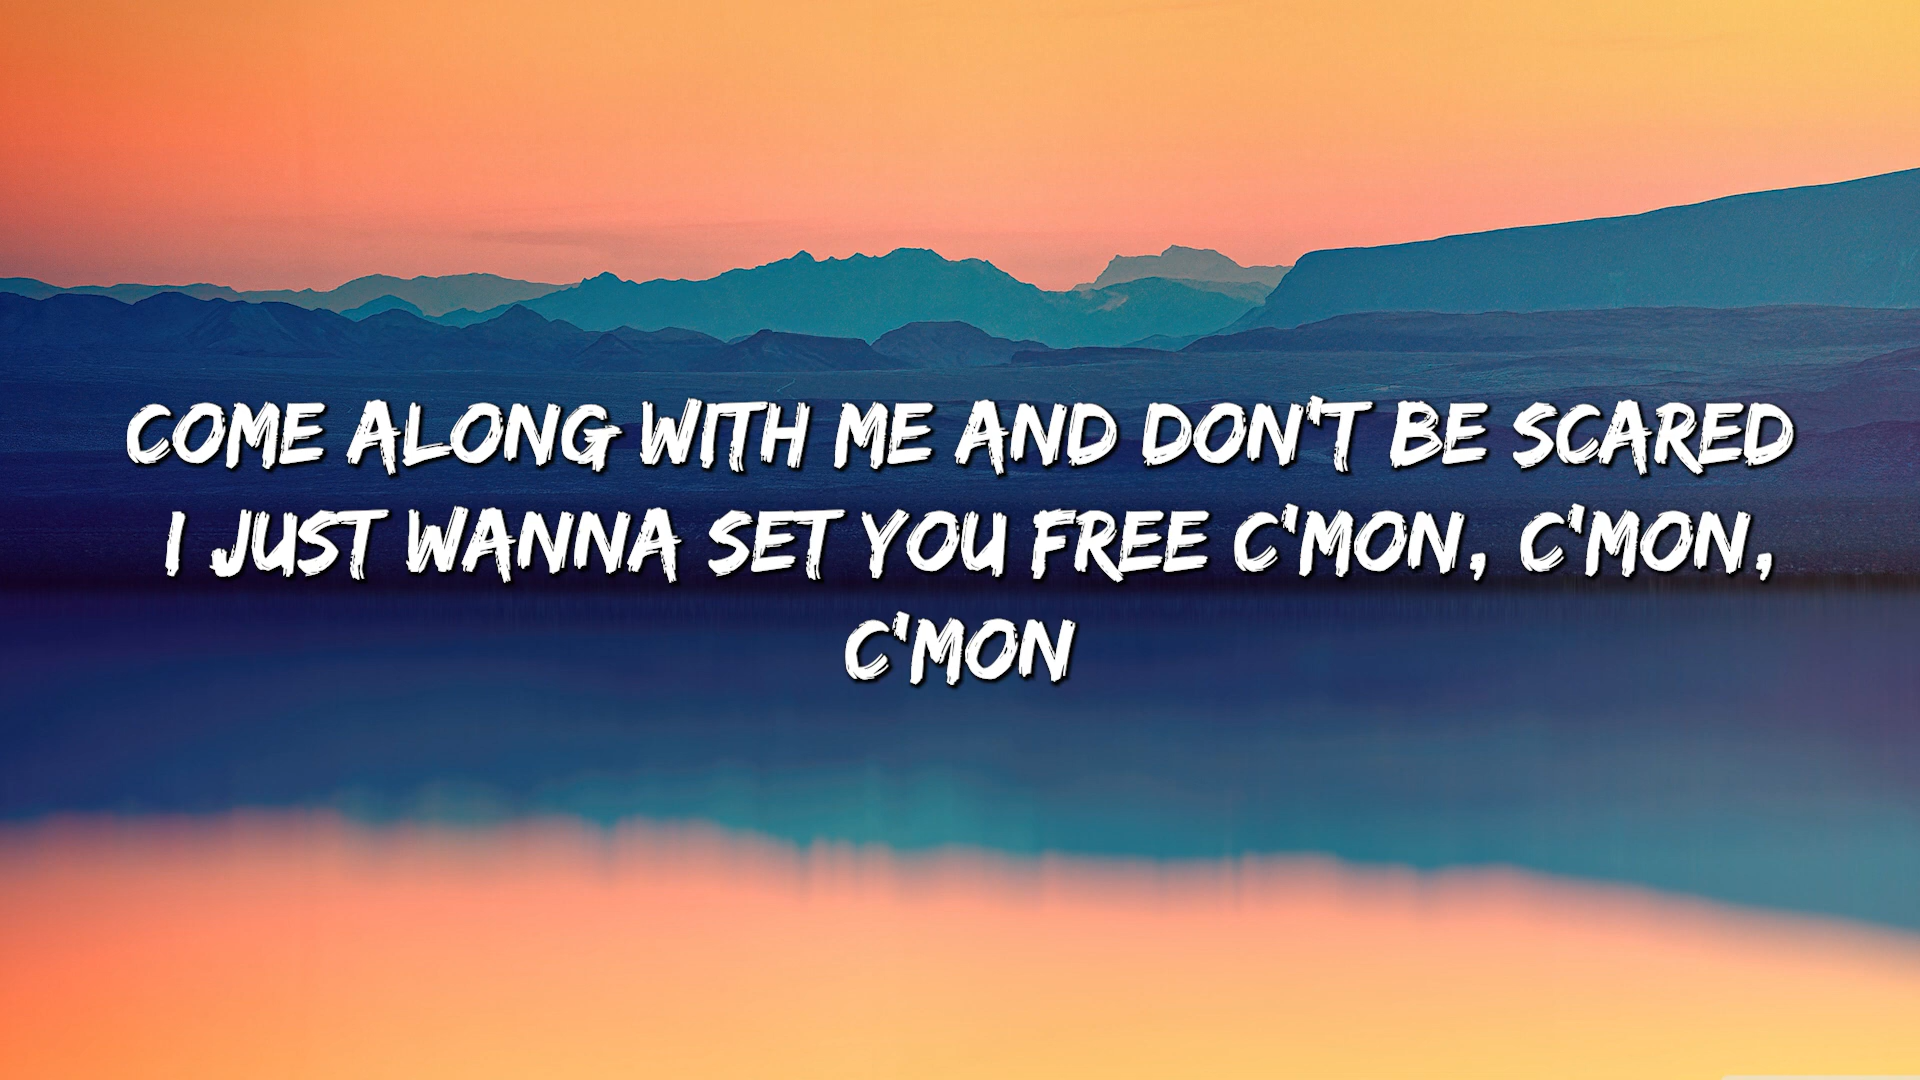 COME ALONG WITH ME AND DON'T BE SCARED
I JUST WANNA SET YOU FREE C'MON, C'MON,
C'MON